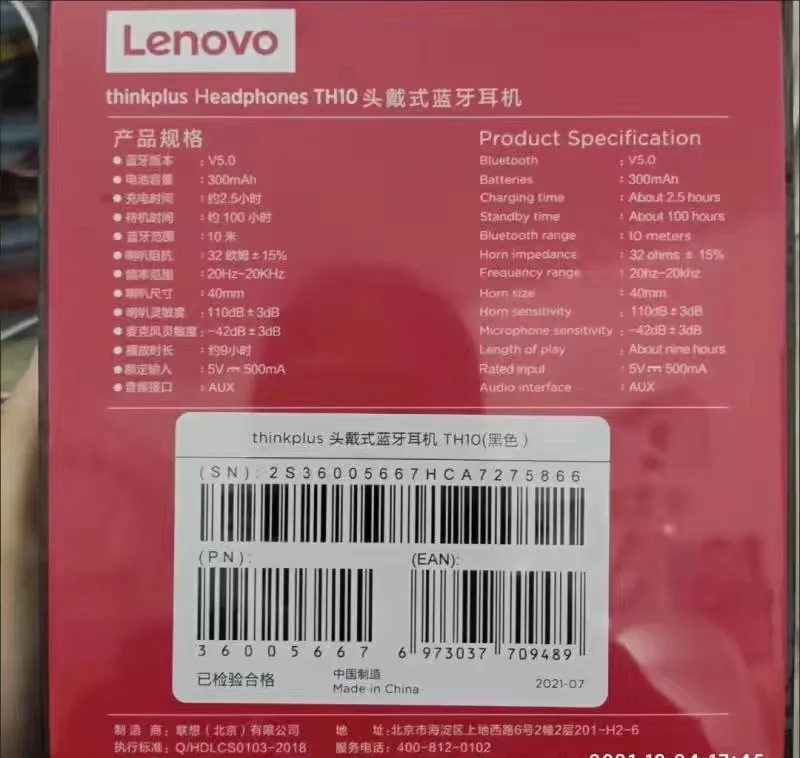 Lenovo
thinkplus Headphones TH10 头戴式蓝牙耳机
产品规格
● 蓝牙版本 : V5.0
● 电池容量 : 300mAh
● 充电时间 : 约2.5小时
● 待机时间 : 约 100 小时
● 蓝牙范围 : 10 米
● 喇叭阻抗 : 32 欧姆 ± 15%
● 频率范围 : 20Hz-20KHz
● 喇叭尺寸 : 40mm
● 喇叭灵敏度 : 110dB ± 3dB
● 麦克风灵敏度 : -42dB ± 3dB
● 播放时长 : 约9小时
● 额定输入 : 5V⎓500mA
● 音频接口 : AUX
Product Specification
Bluetooth : V5.0
Batteries : 300mAh
Charging time : About 2.5 hours
Standby time : About 100 hours
Bluetooth range : 10 meters
Horn impedance : 32 ohms ± 15%
Frequency range : 20hz-20khz
Horn size : 40mm
Horn sensitivity : 110dB ± 3dB
Microphone sensitivity : -42dB ± 3dB
Length of play : About nine hours
Rated input : 5V⎓500mA
Audio interface : AUX
thinkplus 头戴式蓝牙耳机 TH10(黑色)
(SN): 2S36005667HCA7275866
(PN):
36005667
(EAN):
6 973037 709489
已检验合格
中国制造
Made in China
2021-07
制造商: 联想（北京）有限公司
地址:北京市海淀区上地西路6号2幢2层201-H2-6
执行标准: Q/HDLCS0103-2018
服务电话: 400-812-0102